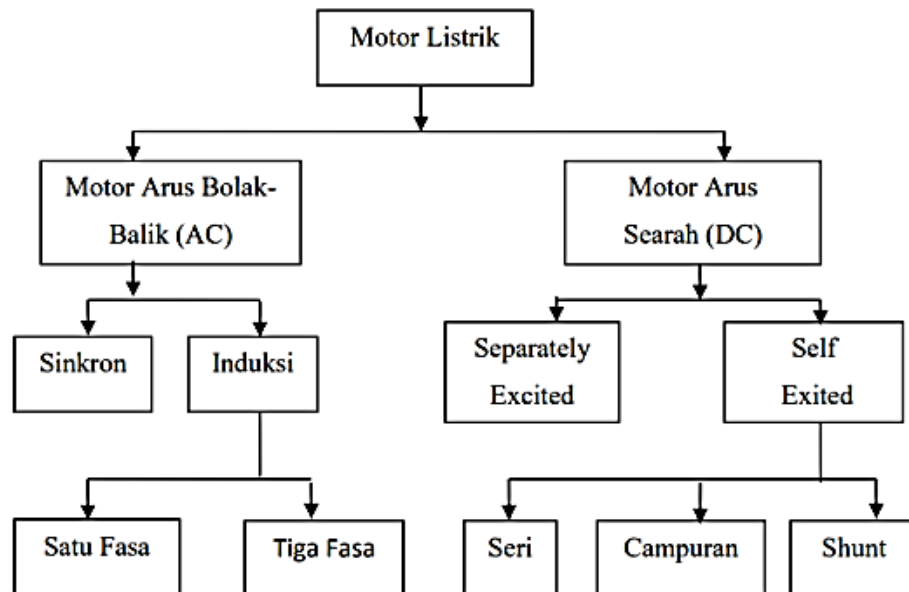 Motor Listrik
Motor Arus Bolak-
Balik (AC)
Motor Arus
Searah (DC)
Sinkron
Induksi
Separately
Excited
Self
Exited
Satu Fasa
Tiga Fasa
Seri
Campuran
Shunt